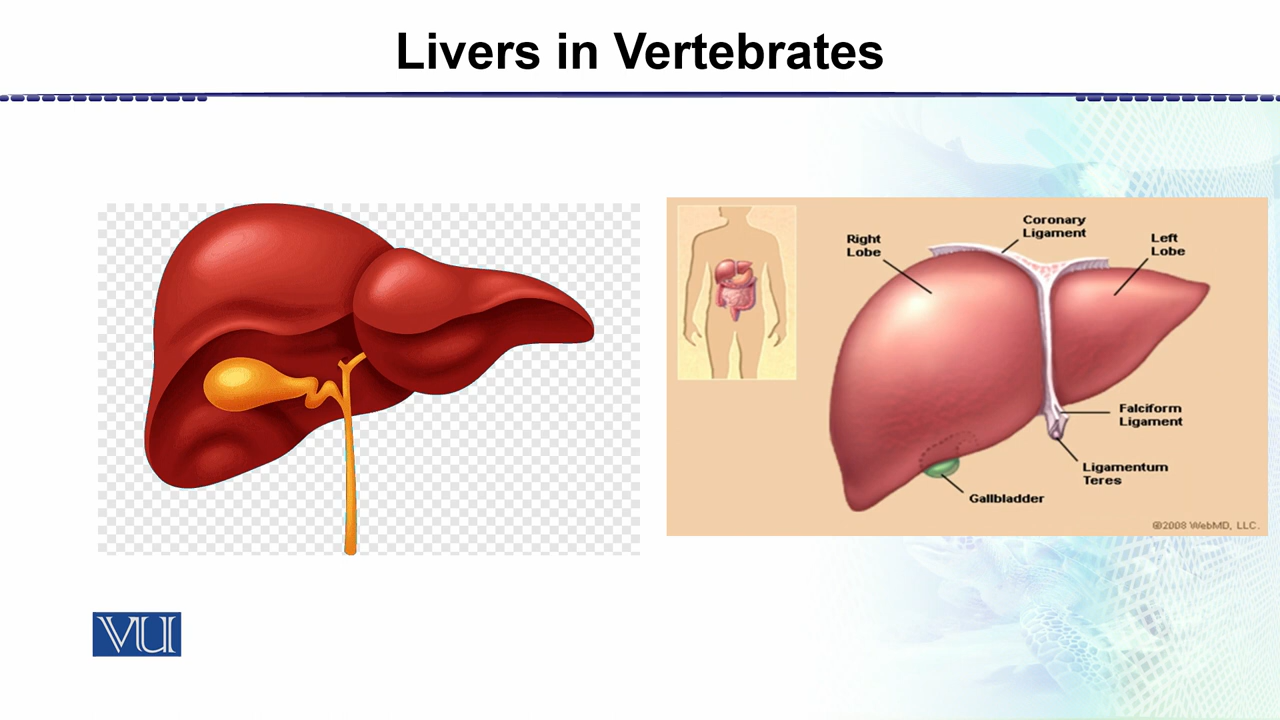 Livers in Vertebrates
Coronary
Ligament
Right
Lobe
Left
Lobe
Falciform
Ligament
Ligamentum
Teres
Gallbladder
©2008 WebMD, LLC.
VU